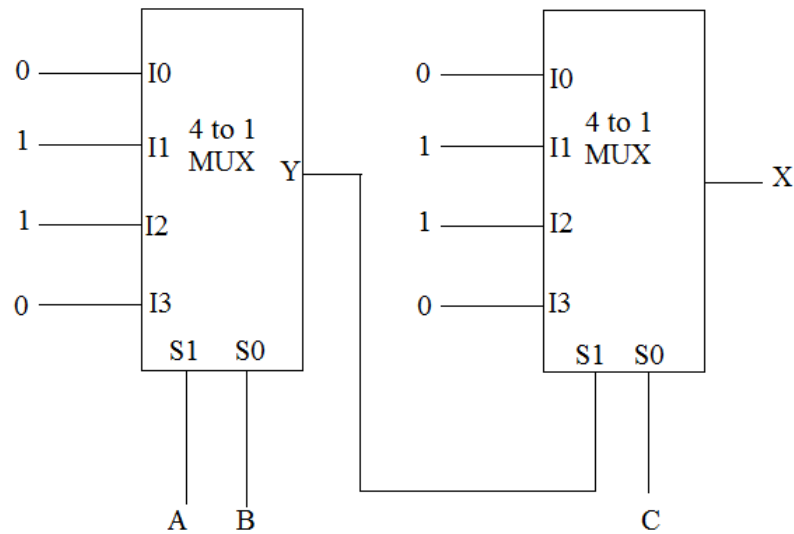 0 I0
1 I1
4 to 1
MUX
Y
1 I2
0 I3
S1 S0
A B
0 I0
1 I1
4 to 1
MUX
X
1 I2
0 I3
S1 S0
C